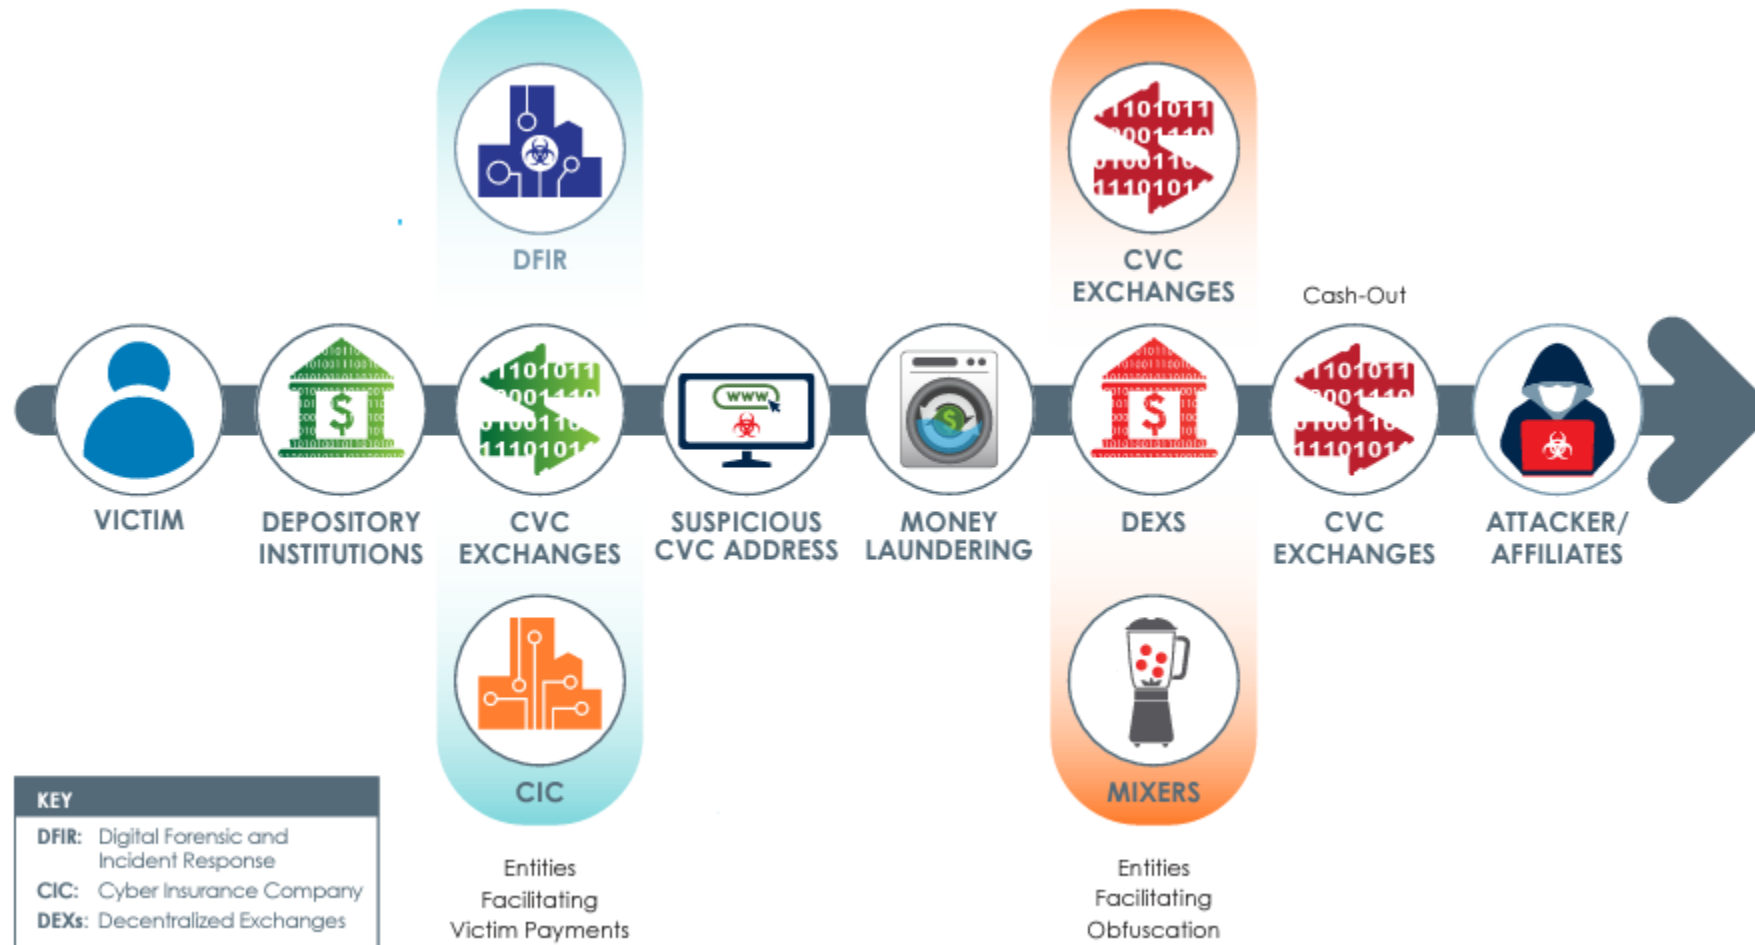 DFIR
CVC
EXCHANGES
Cash-Out
VICTIM
DEPOSITORY
INSTITUTIONS
CVC
EXCHANGES
SUSPICIOUS
CVC ADDRESS
MONEY
LAUNDERING
DEXS
CVC
EXCHANGES
ATTACKER/
AFFILIATES
$
www
$
$
CIC
MIXERS
Entities
Facilitating
Victim Payments
Entities
Facilitating
Obfuscation
KEY
DFIR: Digital Forensic and
Incident Response
CIC: Cyber Insurance Company
DEXs: Decentralized Exchanges